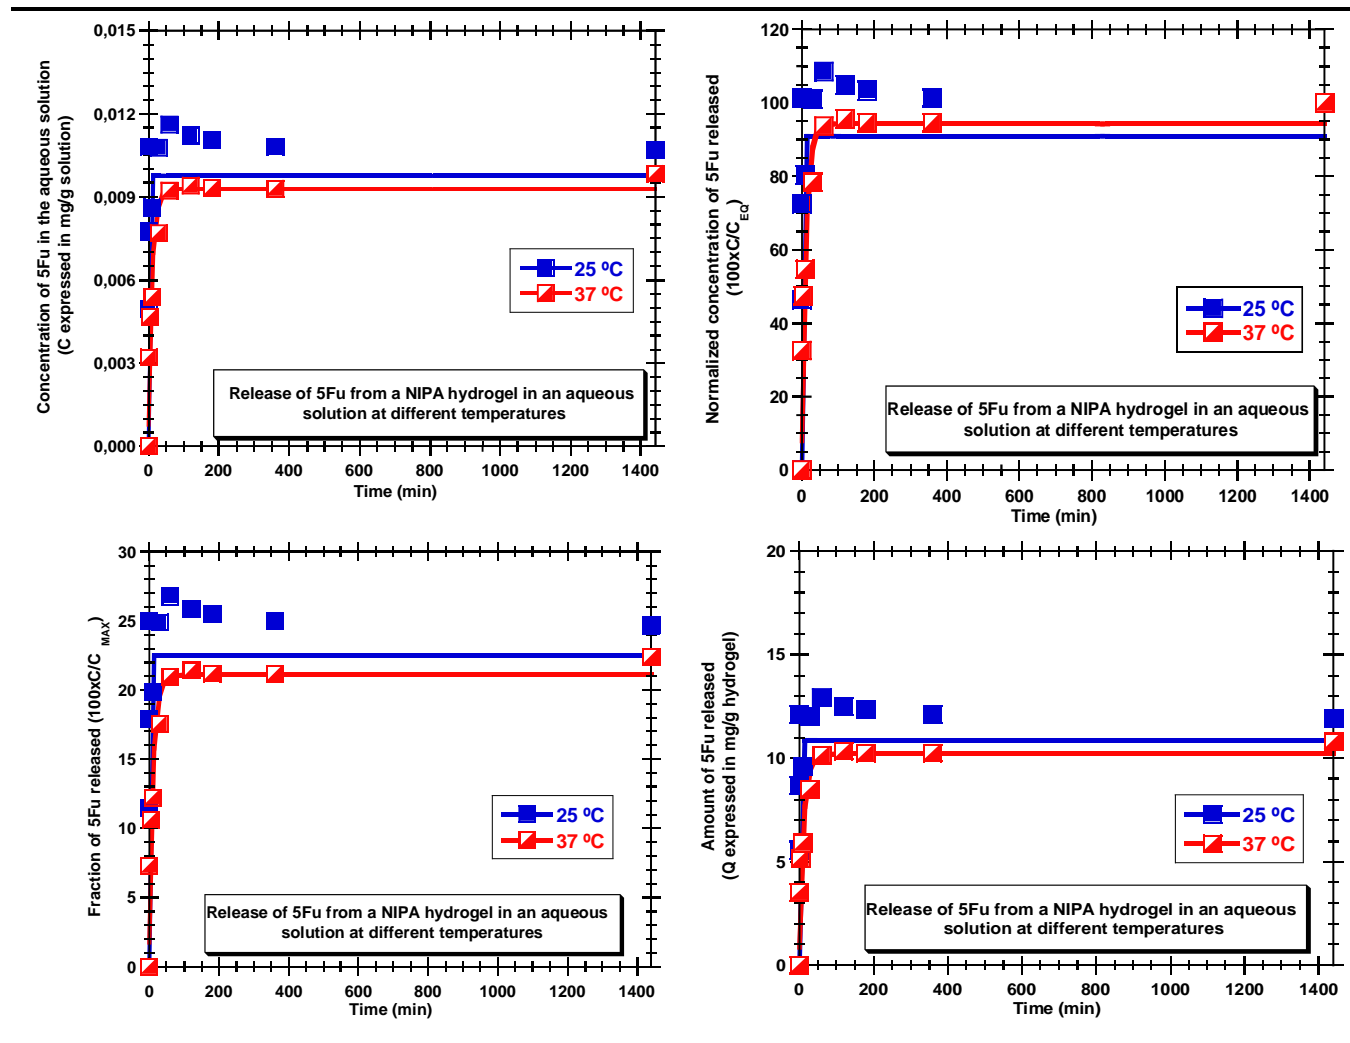 0,015
0,012
0,009
0,006
0,003
0,000
Concentration of 5Fu in the aqueous solution
(C expressed in mg/g solution)
25 ºC
37 ºC
Release of 5Fu from a NIPA hydrogel in an aqueous
solution at different temperatures
0 200 400 600 800 1000 1200 1400
Time (min)
120
100
80
60
40
20
0
Normalized concentration of 5Fu released
(100xC/C_EQ)
25 ºC
37 ºC
Release of 5Fu from a NIPA hydrogel in an aqueous
solution at different temperatures
0 200 400 600 800 1000 1200 1400
Time (min)
30
25
20
15
10
5
0
Fraction of 5Fu released (100xC/C_MAX)
25 ºC
37 ºC
Release of 5Fu from a NIPA hydrogel in an aqueous
solution at different temperatures
0 200 400 600 800 1000 1200 1400
Time (min)
20
15
10
5
0
Amount of 5Fu released
(Q expressed in mg/g hydrogel)
25 ºC
37 ºC
Release of 5Fu from a NIPA hydrogel in an aqueous
solution at different temperatures
0 200 400 600 800 1000 1200 1400
Time (min)